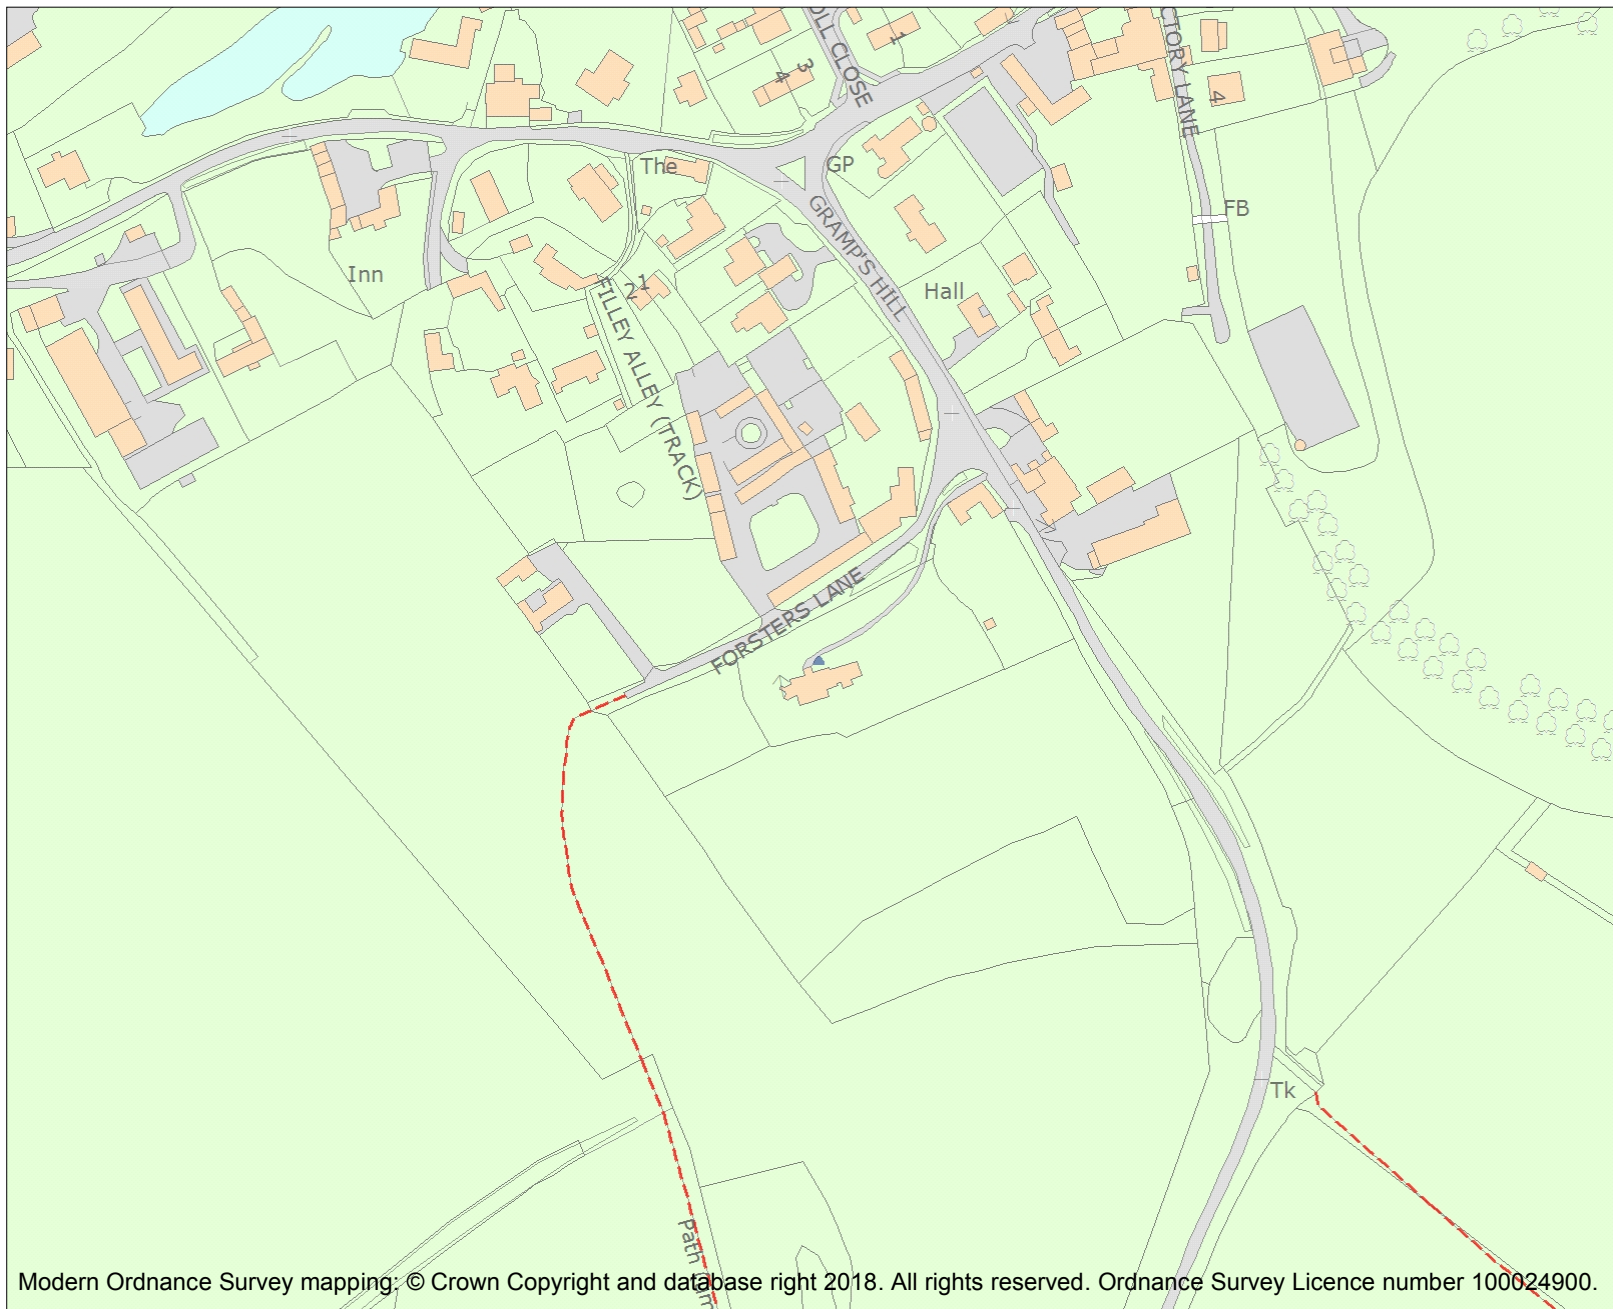 OLL CLOSE
1
3
4
CTORY LANE
4
The
GP
FB
GRAMP'S HILL
Inn
Hall
1
2
FILLEY ALLEY (TRACK)
FORSTERS LANE
Tk
Path
Modern Ordnance Survey mapping: © Crown Copyright and database right 2018. All rights reserved. Ordnance Survey Licence number 100024900.